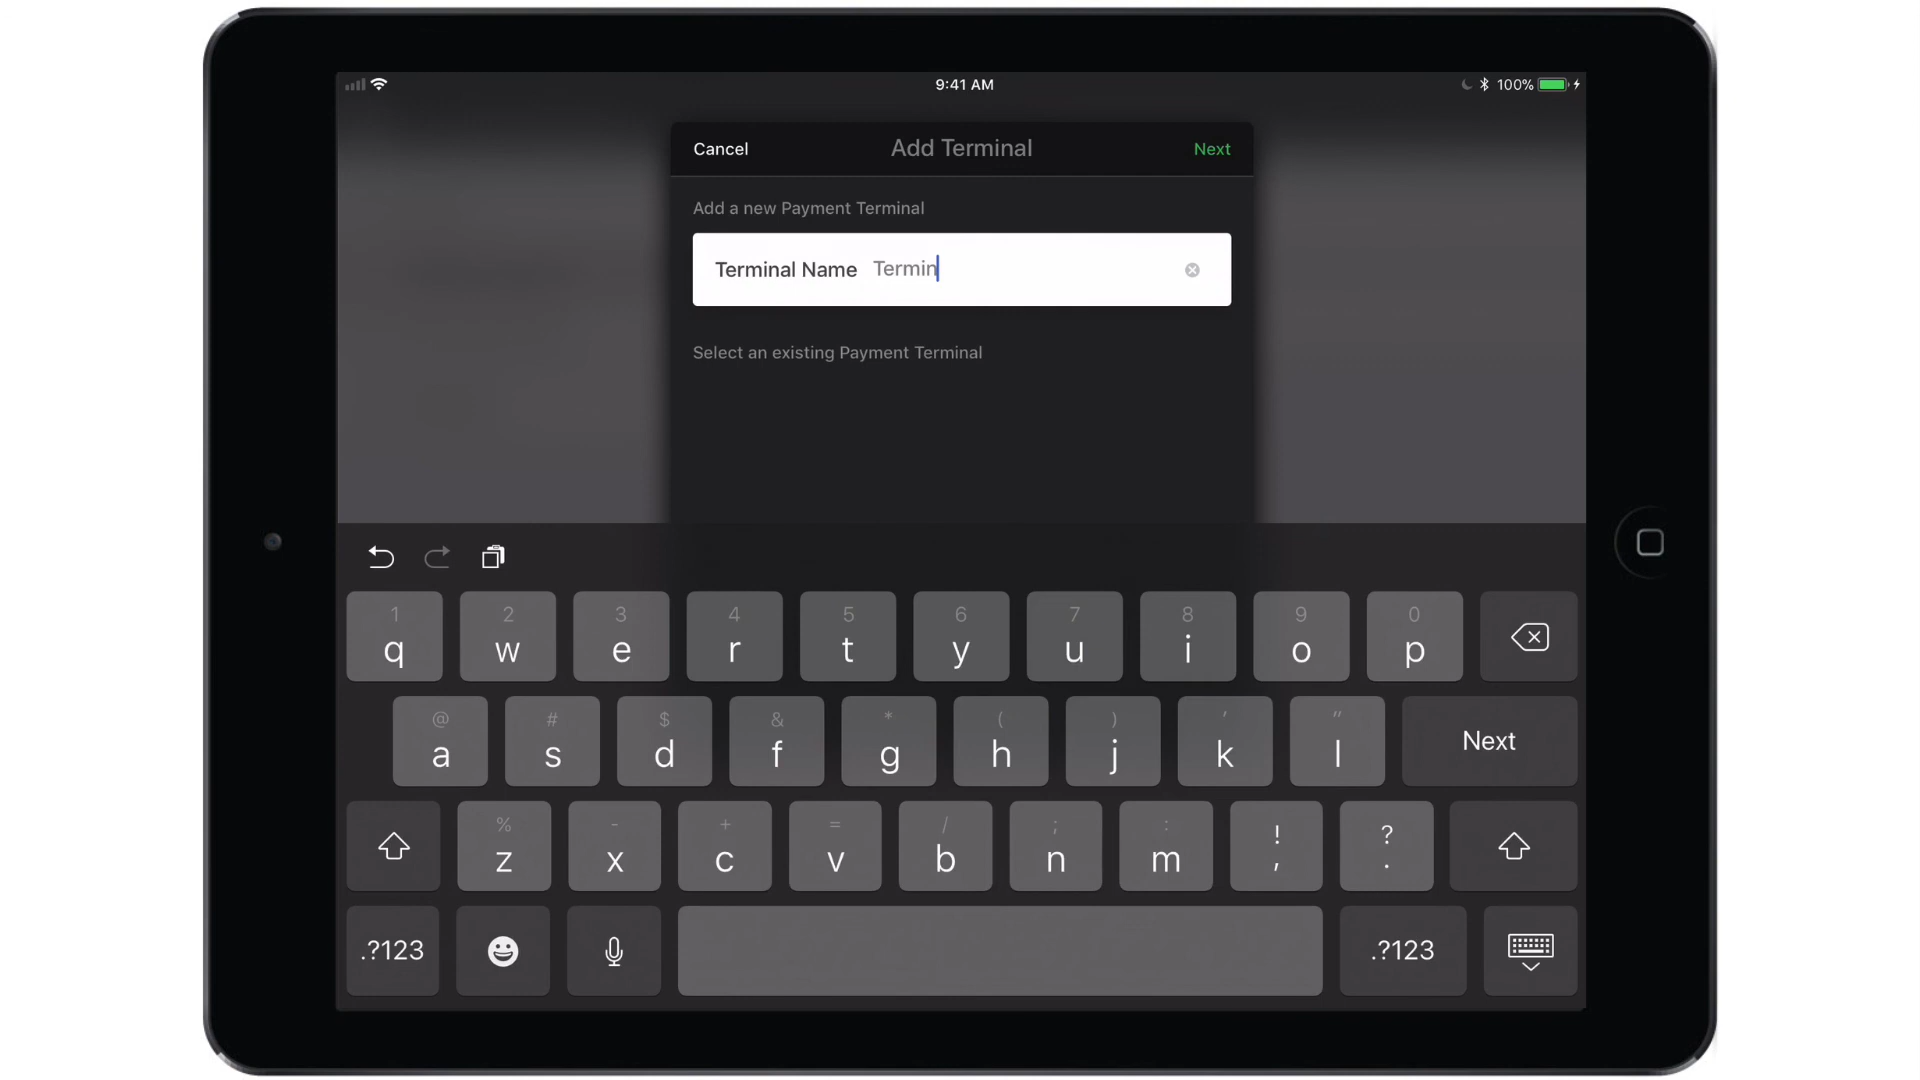 9:41 AM
100%
Cancel Add Terminal Next
Add a new Payment Terminal
Terminal Name Termin
Select an existing Payment Terminal
1 2 3 4 5 6 7 8 9 0
q w e r t y u i o p
@ # $ & * ( ) ' "
a s d f g h j k l Next
% - + = / ; : ! ?
z x c v b n m , .
.?123 .?123